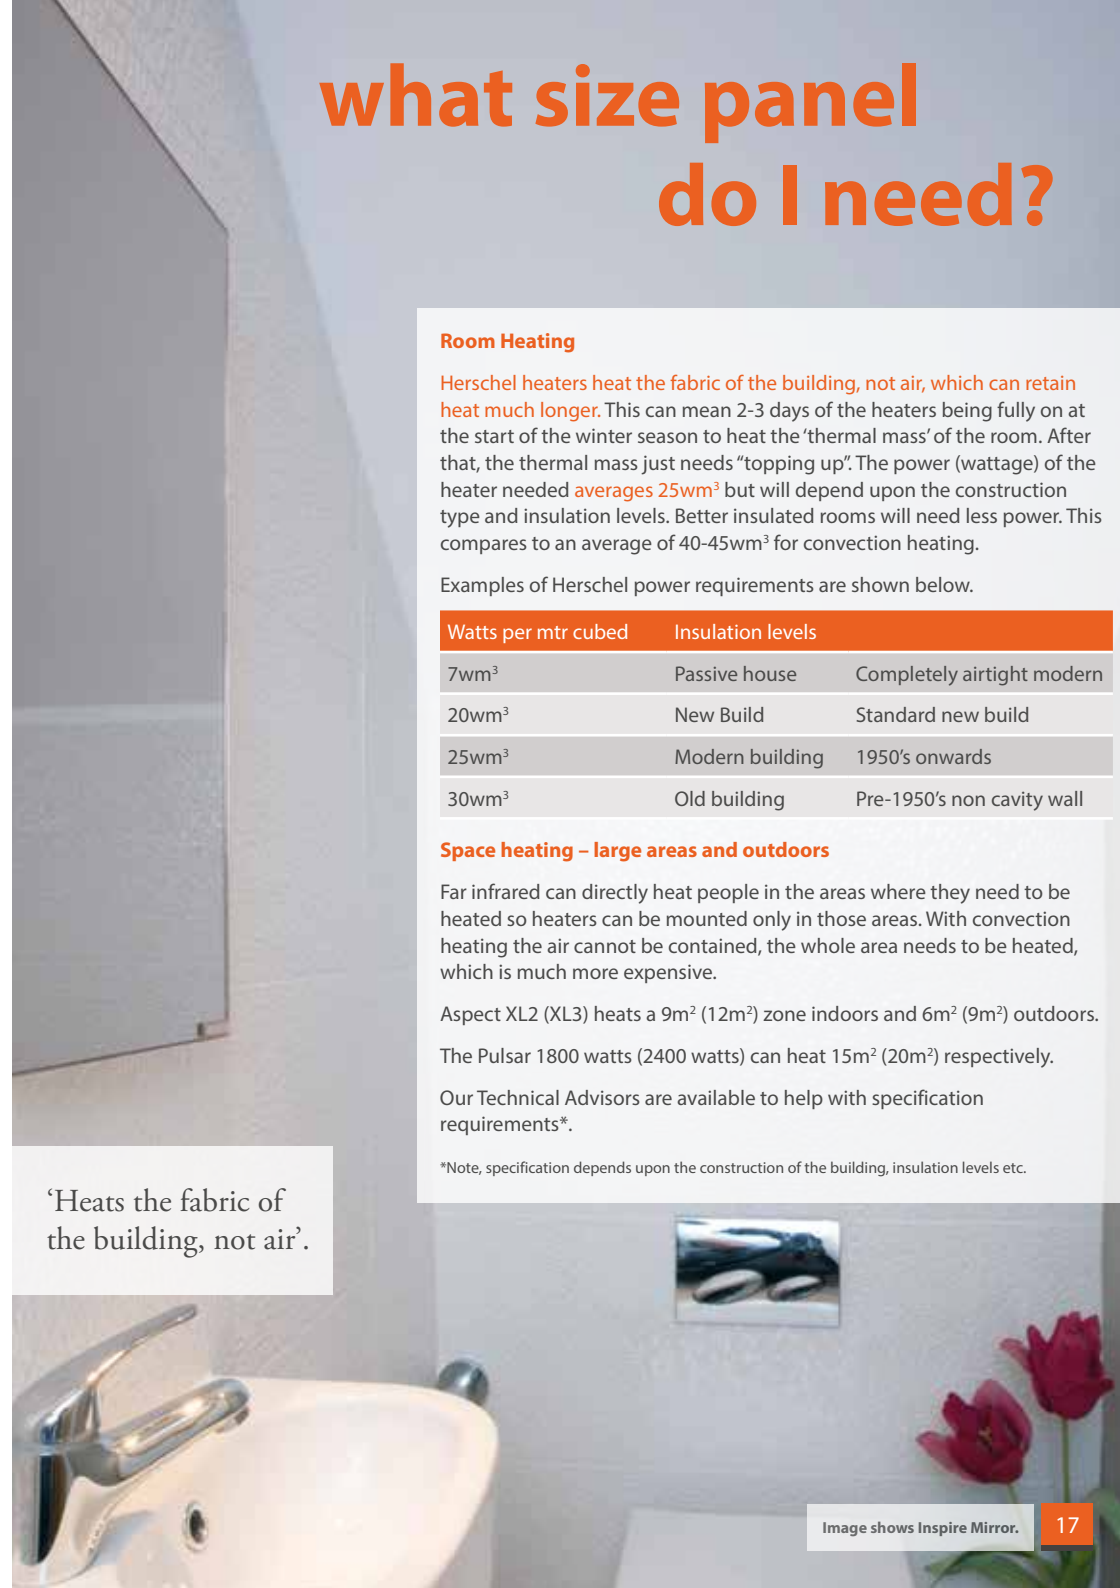 what size panel
do I need?
Room Heating
Herschel heaters heat the fabric of the building, not air, which can retain
heat much longer. This can mean 2-3 days of the heaters being fully on at
the start of the winter season to heat the ‘thermal mass’ of the room. After
that, the thermal mass just needs “topping up”. The power (wattage) of the
heater needed averages 25wm³ but will depend upon the construction
type and insulation levels. Better insulated rooms will need less power. This
compares to an average of 40-45wm³ for convection heating.
Examples of Herschel power requirements are shown below.
Watts per mtr cubed Insulation levels
7wm³ Passive house Completely airtight modern
20wm³ New Build Standard new build
25wm³ Modern building 1950’s onwards
30wm³ Old building Pre-1950’s non cavity wall
Space heating – large areas and outdoors
Far infrared can directly heat people in the areas where they need to be
heated so heaters can be mounted only in those areas. With convection
heating the air cannot be contained, the whole area needs to be heated,
which is much more expensive.
Aspect XL2 (XL3) heats a 9m² (12m²) zone indoors and 6m² (9m²) outdoors.
The Pulsar 1800 watts (2400 watts) can heat 15m² (20m²) respectively.
Our Technical Advisors are available to help with specification
requirements*.
*Note, specification depends upon the construction of the building, insulation levels etc.
‘Heats the fabric of
the building, not air’.
Image shows Inspire Mirror.
17